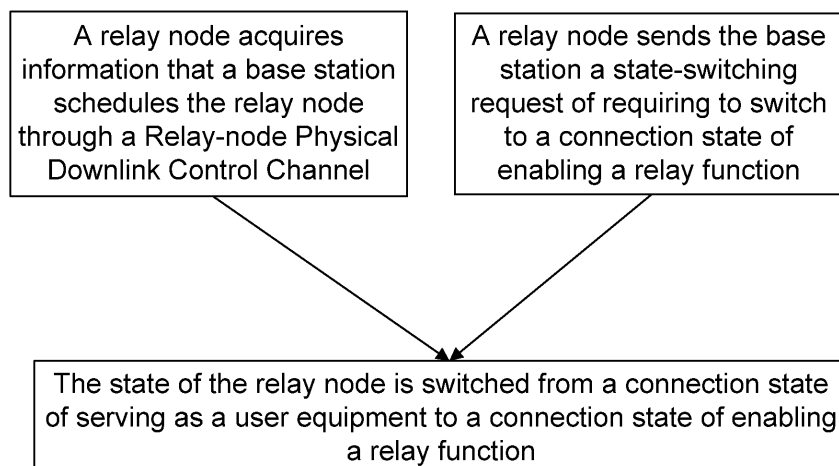 A relay node acquires
information that a base station
schedules the relay node
through a Relay-node Physical
Downlink Control Channel
A relay node sends the base
station a state-switching
request of requiring to switch
to a connection state of
enabling a relay function
The state of the relay node is switched from a connection state
of serving as a user equipment to a connection state of enabling
a relay function